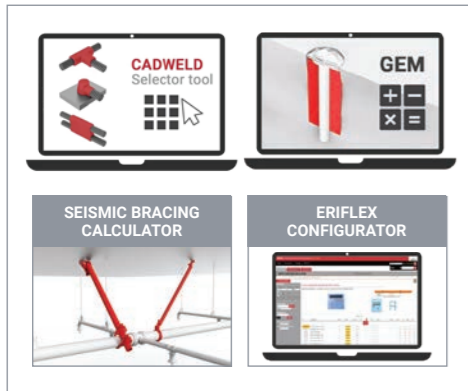 CADWELD
Selector tool
GEM
SEISMIC BRACING
CALCULATOR
ERIFLEX
CONFIGURATOR